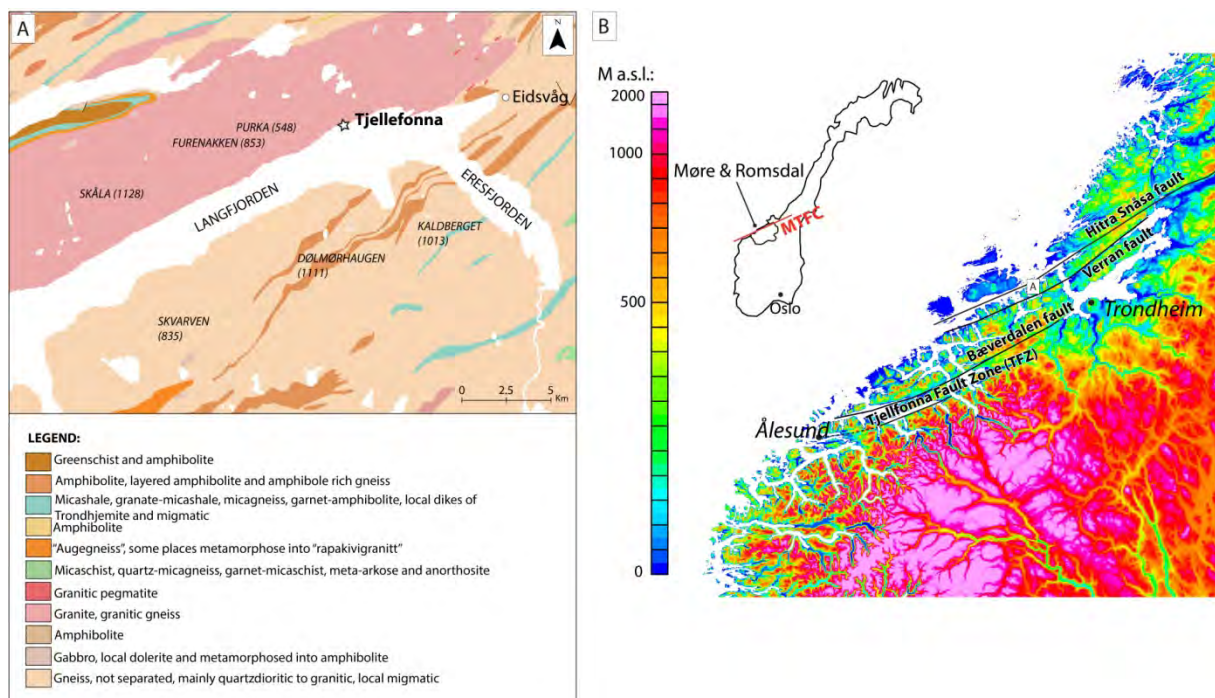 A
N
Eidsvåg
PURKA (548)
Tjellefonna
FURENAKKEN (853)
SKÅLA (1128)
LANGFJORDEN
ERESFJORDEN
KALDBERGET
(1013)
DØLMØRHAUGEN
(1111)
SKVARVEN
(835)
0 2.5 5
Km
LEGEND:
Greenschist and amphibolite
Amphibolite, layered amphibolite and amphibole rich gneiss
Micashale, granate-micashale, micagneiss, garnet-amphibolite, local dikes of
Trondhjemite and migmatic
Amphibolite
"Augegneiss", some places metamorphose into "rapakivigranitt"
Micaschist, quartz-micagneiss, garnet-micaschist, meta-arkose and anorthosite
Granitic pegmatite
Granite, granitic gneiss
Amphibolite
Gabbro, local dolerite and metamorphosed into amphibolite
Gneiss, not separated, mainly quartzdioritic to granitic, local migmatic
B
M a.s.l.:
2000
1000
500
0
Møre & Romsdal
MTFC
Oslo
Hitra Snåsa fault
Verran fault
A
Trondheim
Bæverdalen fault
Tjellfonna Fault Zone (TFZ)
Ålesund